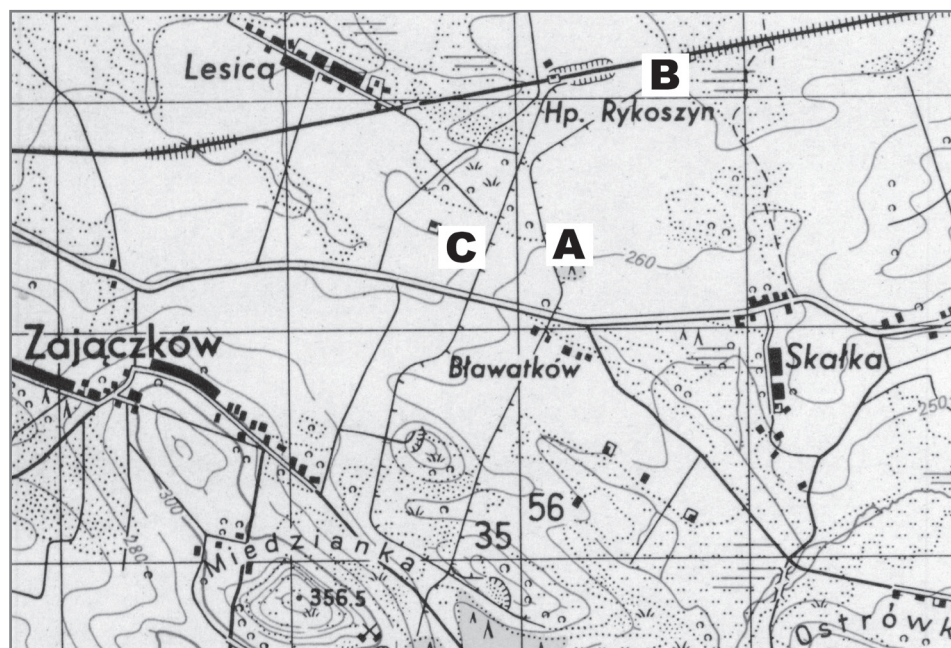 Lesica
B
Hp. Rykoszyn
C
A
260
Zajączków
Bławatków
Skałka
250
300
56
35
280
Miedzianka
356.5
Ostrówk